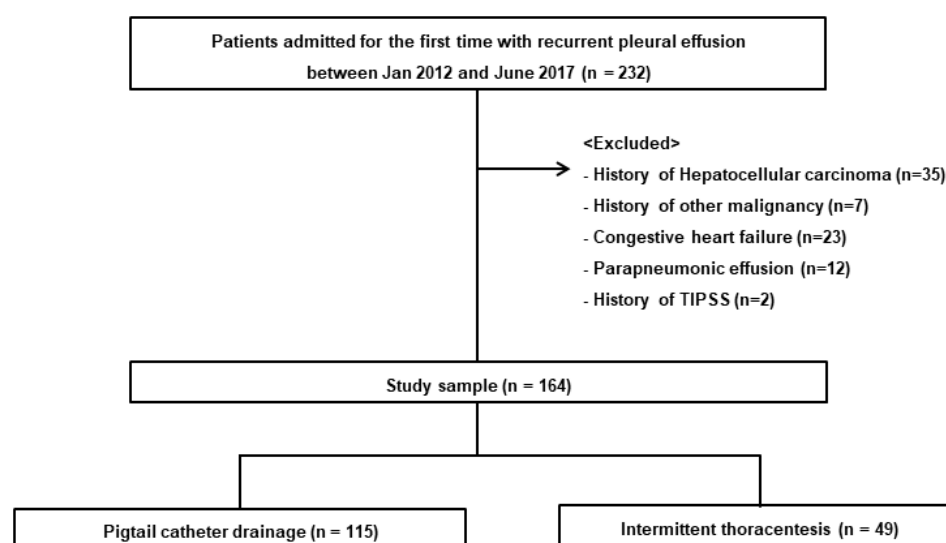 Patients admitted for the first time with recurrent pleural effusion
between Jan 2012 and June 2017 (n = 232)
<Excluded>
- History of Hepatocellular carcinoma (n=35)
- History of other malignancy (n=7)
- Congestive heart failure (n=23)
- Parapneumonic effusion (n=12)
- History of TIPSS (n=2)
Study sample (n = 164)
Pigtail catheter drainage (n = 115)
Intermittent thoracentesis (n = 49)